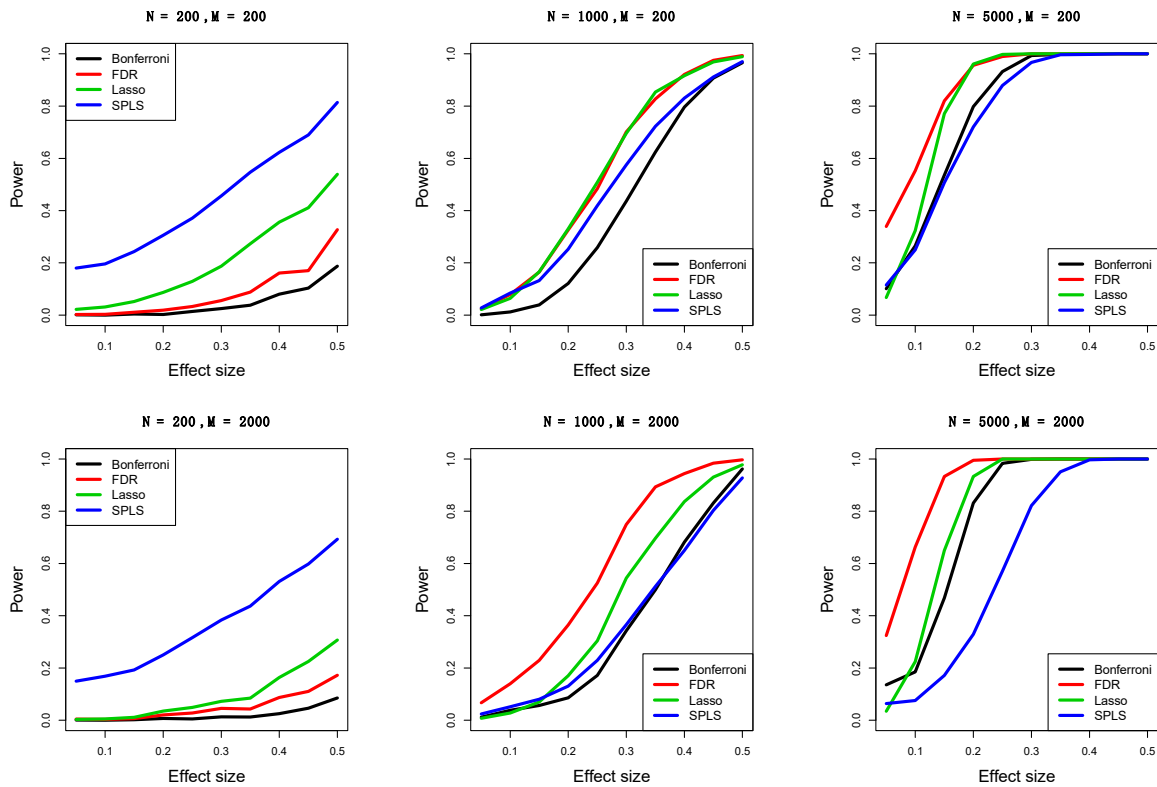 N = 200 , M = 200
Power
1.0
0.8
0.6
0.4
0.2
0.0
Bonferroni
FDR
Lasso
SPLS
0.1 0.2 0.3 0.4 0.5
Effect size
N = 1000 , M = 200
Power
1.0
0.8
0.6
0.4
0.2
0.0
Bonferroni
FDR
Lasso
SPLS
0.1 0.2 0.3 0.4 0.5
Effect size
N = 5000 , M = 200
Power
1.0
0.8
0.6
0.4
0.2
0.0
Bonferroni
FDR
Lasso
SPLS
0.1 0.2 0.3 0.4 0.5
Effect size
N = 200 , M = 2000
Power
1.0
0.8
0.6
0.4
0.2
0.0
Bonferroni
FDR
Lasso
SPLS
0.1 0.2 0.3 0.4 0.5
Effect size
N = 1000 , M = 2000
Power
1.0
0.8
0.6
0.4
0.2
0.0
Bonferroni
FDR
Lasso
SPLS
0.1 0.2 0.3 0.4 0.5
Effect size
N = 5000 , M = 2000
Power
1.0
0.8
0.6
0.4
0.2
0.0
Bonferroni
FDR
Lasso
SPLS
0.1 0.2 0.3 0.4 0.5
Effect size